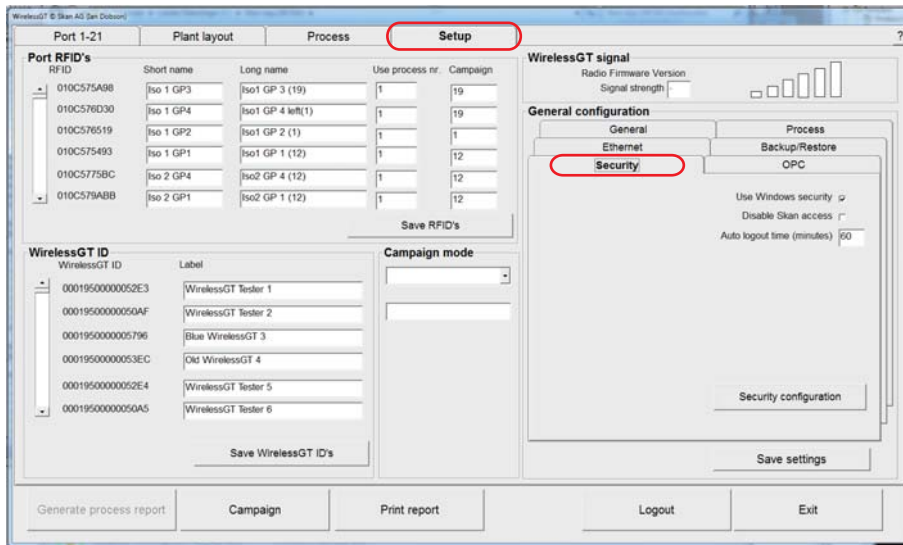 WirelessGT © Skan AG (Ian Dobson)
Port 1-21 Plant layout Process Setup ?
Port RFID's
RFID Short name Long name Use process nr. Campaign
010C575A98 Iso 1 GP3 Iso1 GP 3 (19) 1 19
010C576D30 Iso 1 GP4 Iso1 GP 4 left(1) 1 19
010C576519 Iso 1 GP2 Iso1 GP 2 (1) 1 1
010C575493 Iso 1 GP1 Iso1 GP 1 (12) 1 12
010C5775BC Iso 2 GP4 Iso2 GP 4 (12) 1 12
010C579ABB Iso 2 GP1 Iso2 GP 1 (12) 1 12
Save RFID's
WirelessGT ID
WirelessGT ID Label
00019500000052E3 WirelessGT Tester 1
00019500000050AF WirelessGT Tester 2
0001950000005796 Blue WirelessGT 3
00019500000053EC Old WirelessGT 4
00019500000052E4 WirelessGT Tester 5
00019500000050A5 WirelessGT Tester 6
Save WirelessGT ID's
Campaign mode
WirelessGT signal
Radio Firmware Version
Signal strength -
General configuration
General Process
Ethernet Backup/Restore
Security OPC
Use Windows security
Disable Skan access
Auto logout time (minutes) 60
Security configuration
Save settings
Generate process report Campaign Print report Logout Exit